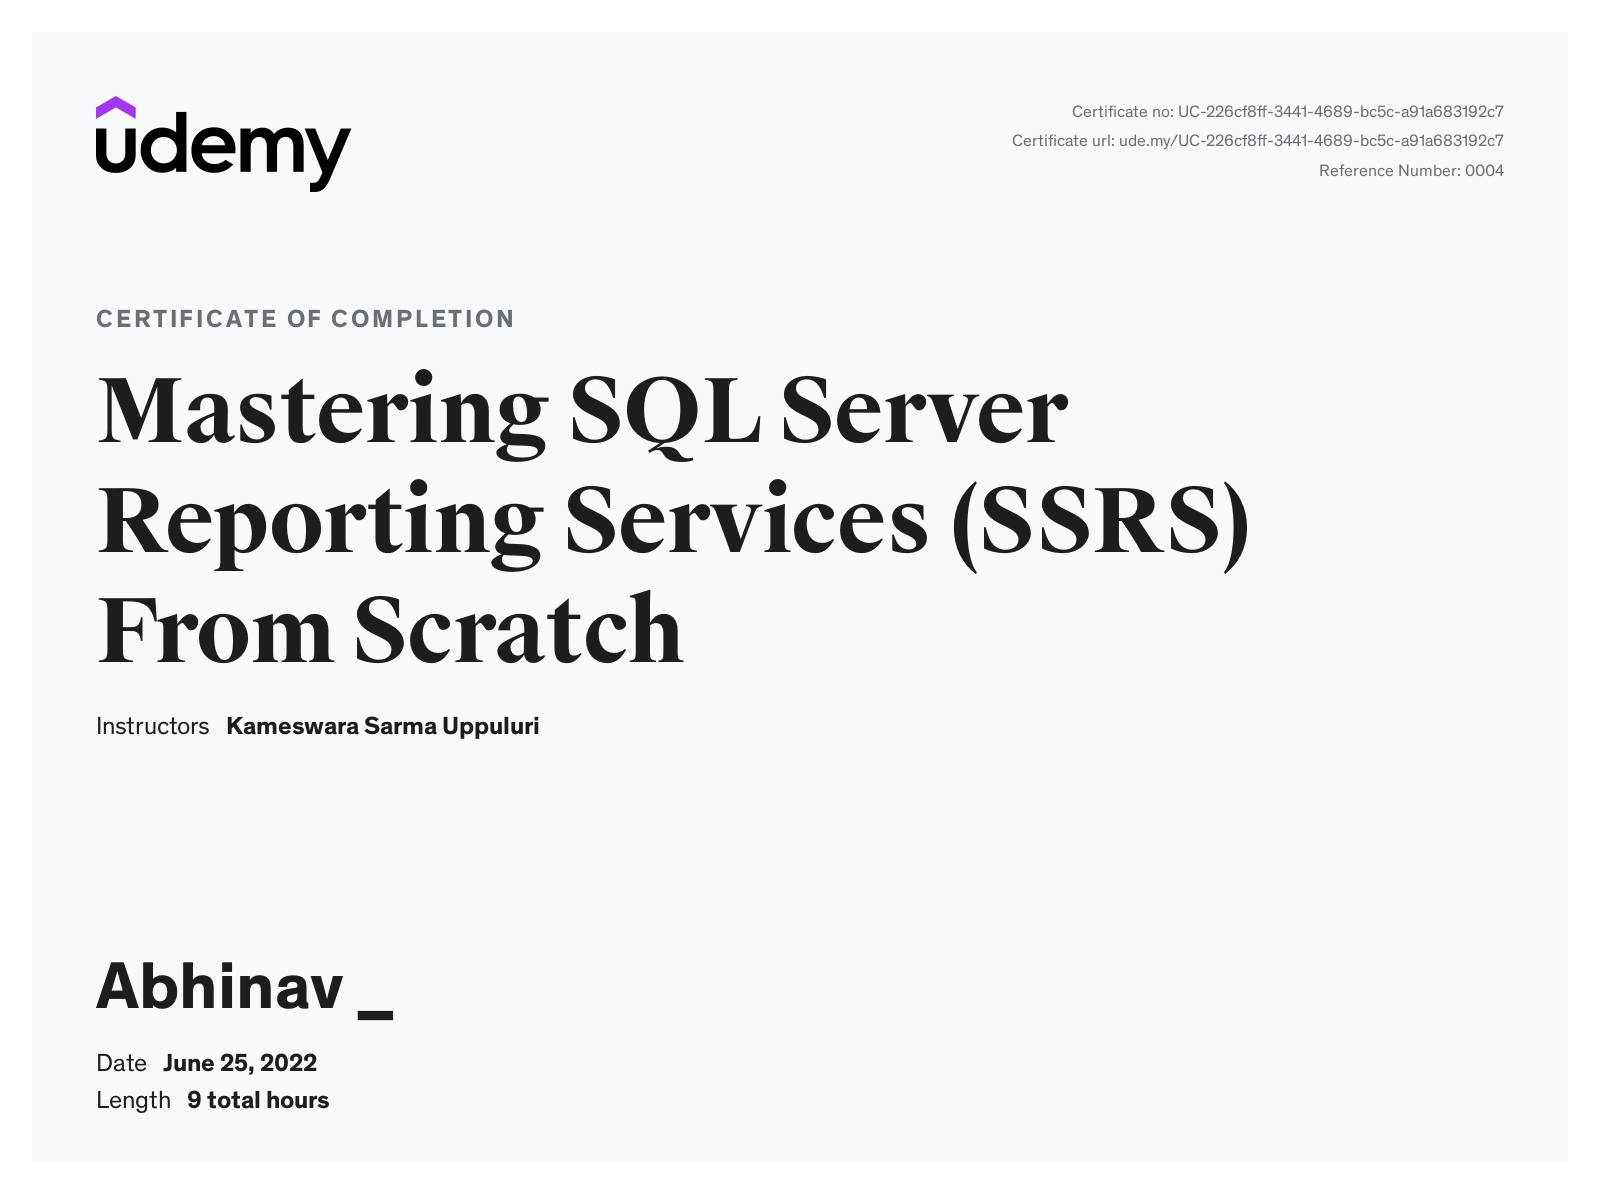 udemy
Certificate no: UC-226cf8ff-3441-4689-bc5c-a91a683192c7
Certificate url: ude.my/UC-226cf8ff-3441-4689-bc5c-a91a683192c7
Reference Number: 0004
CERTIFICATE OF COMPLETION
Mastering SQL Server
Reporting Services (SSRS)
From Scratch
Instructors Kameswara Sarma Uppuluri
Abhinav _
Date June 25, 2022
Length 9 total hours